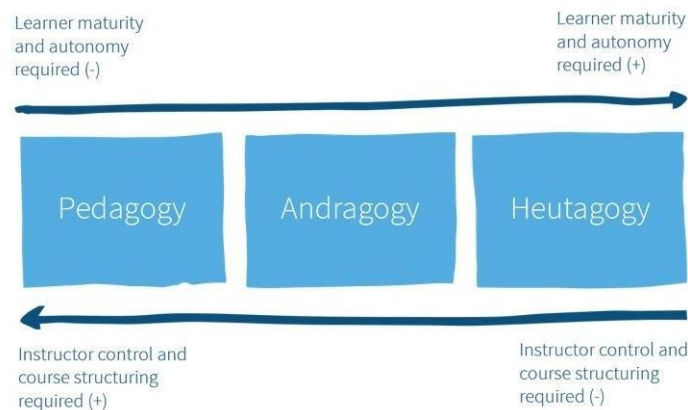 Learner maturity
and autonomy
required (-)
Learner maturity
and autonomy
required (+)
Pedagogy
Andragogy
Heutagogy
Instructor control and
course structuring
required (+)
Instructor control and
course structuring
required (-)